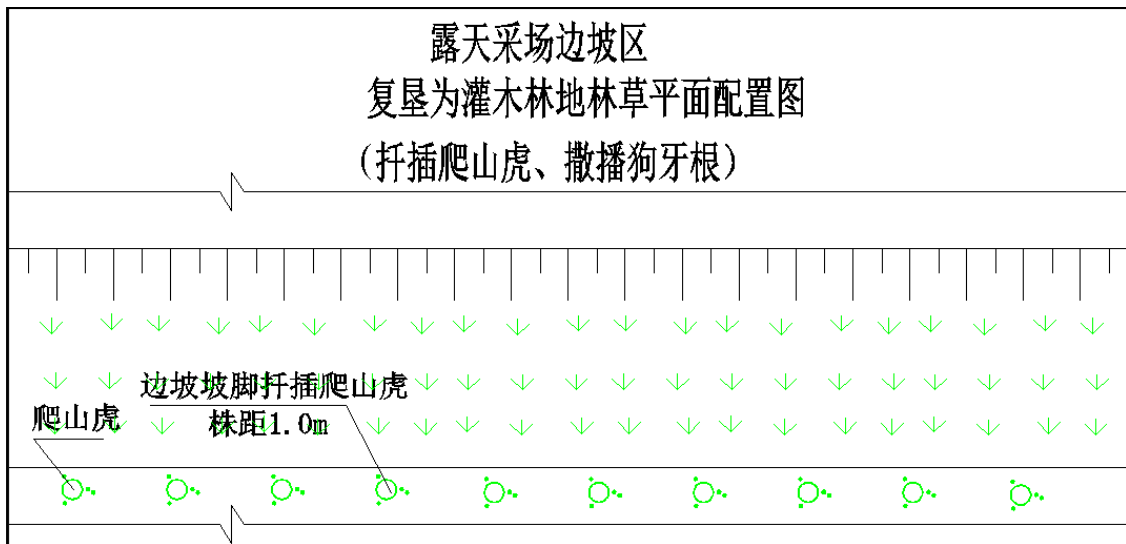 露天采场边坡区
复垦为灌木林地林草平面配置图
(扦插爬山虎、撒播狗牙根)
边坡坡脚扦插爬山虎
株距1.0m
爬山虎